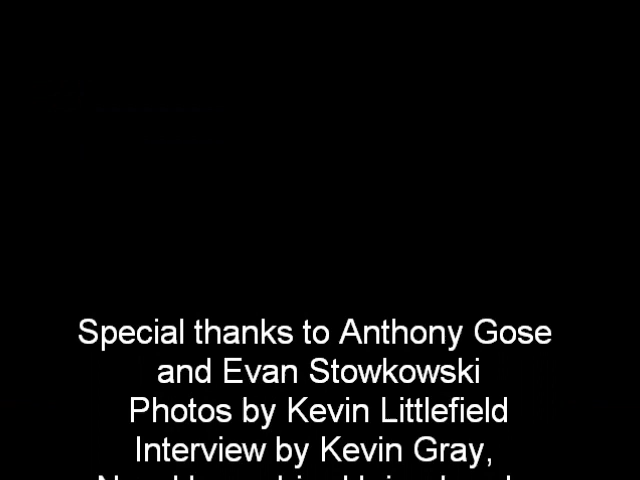 Special thanks to Anthony Gose
and Evan Stowkowski
Photos by Kevin Littlefield
Interview by Kevin Gray,